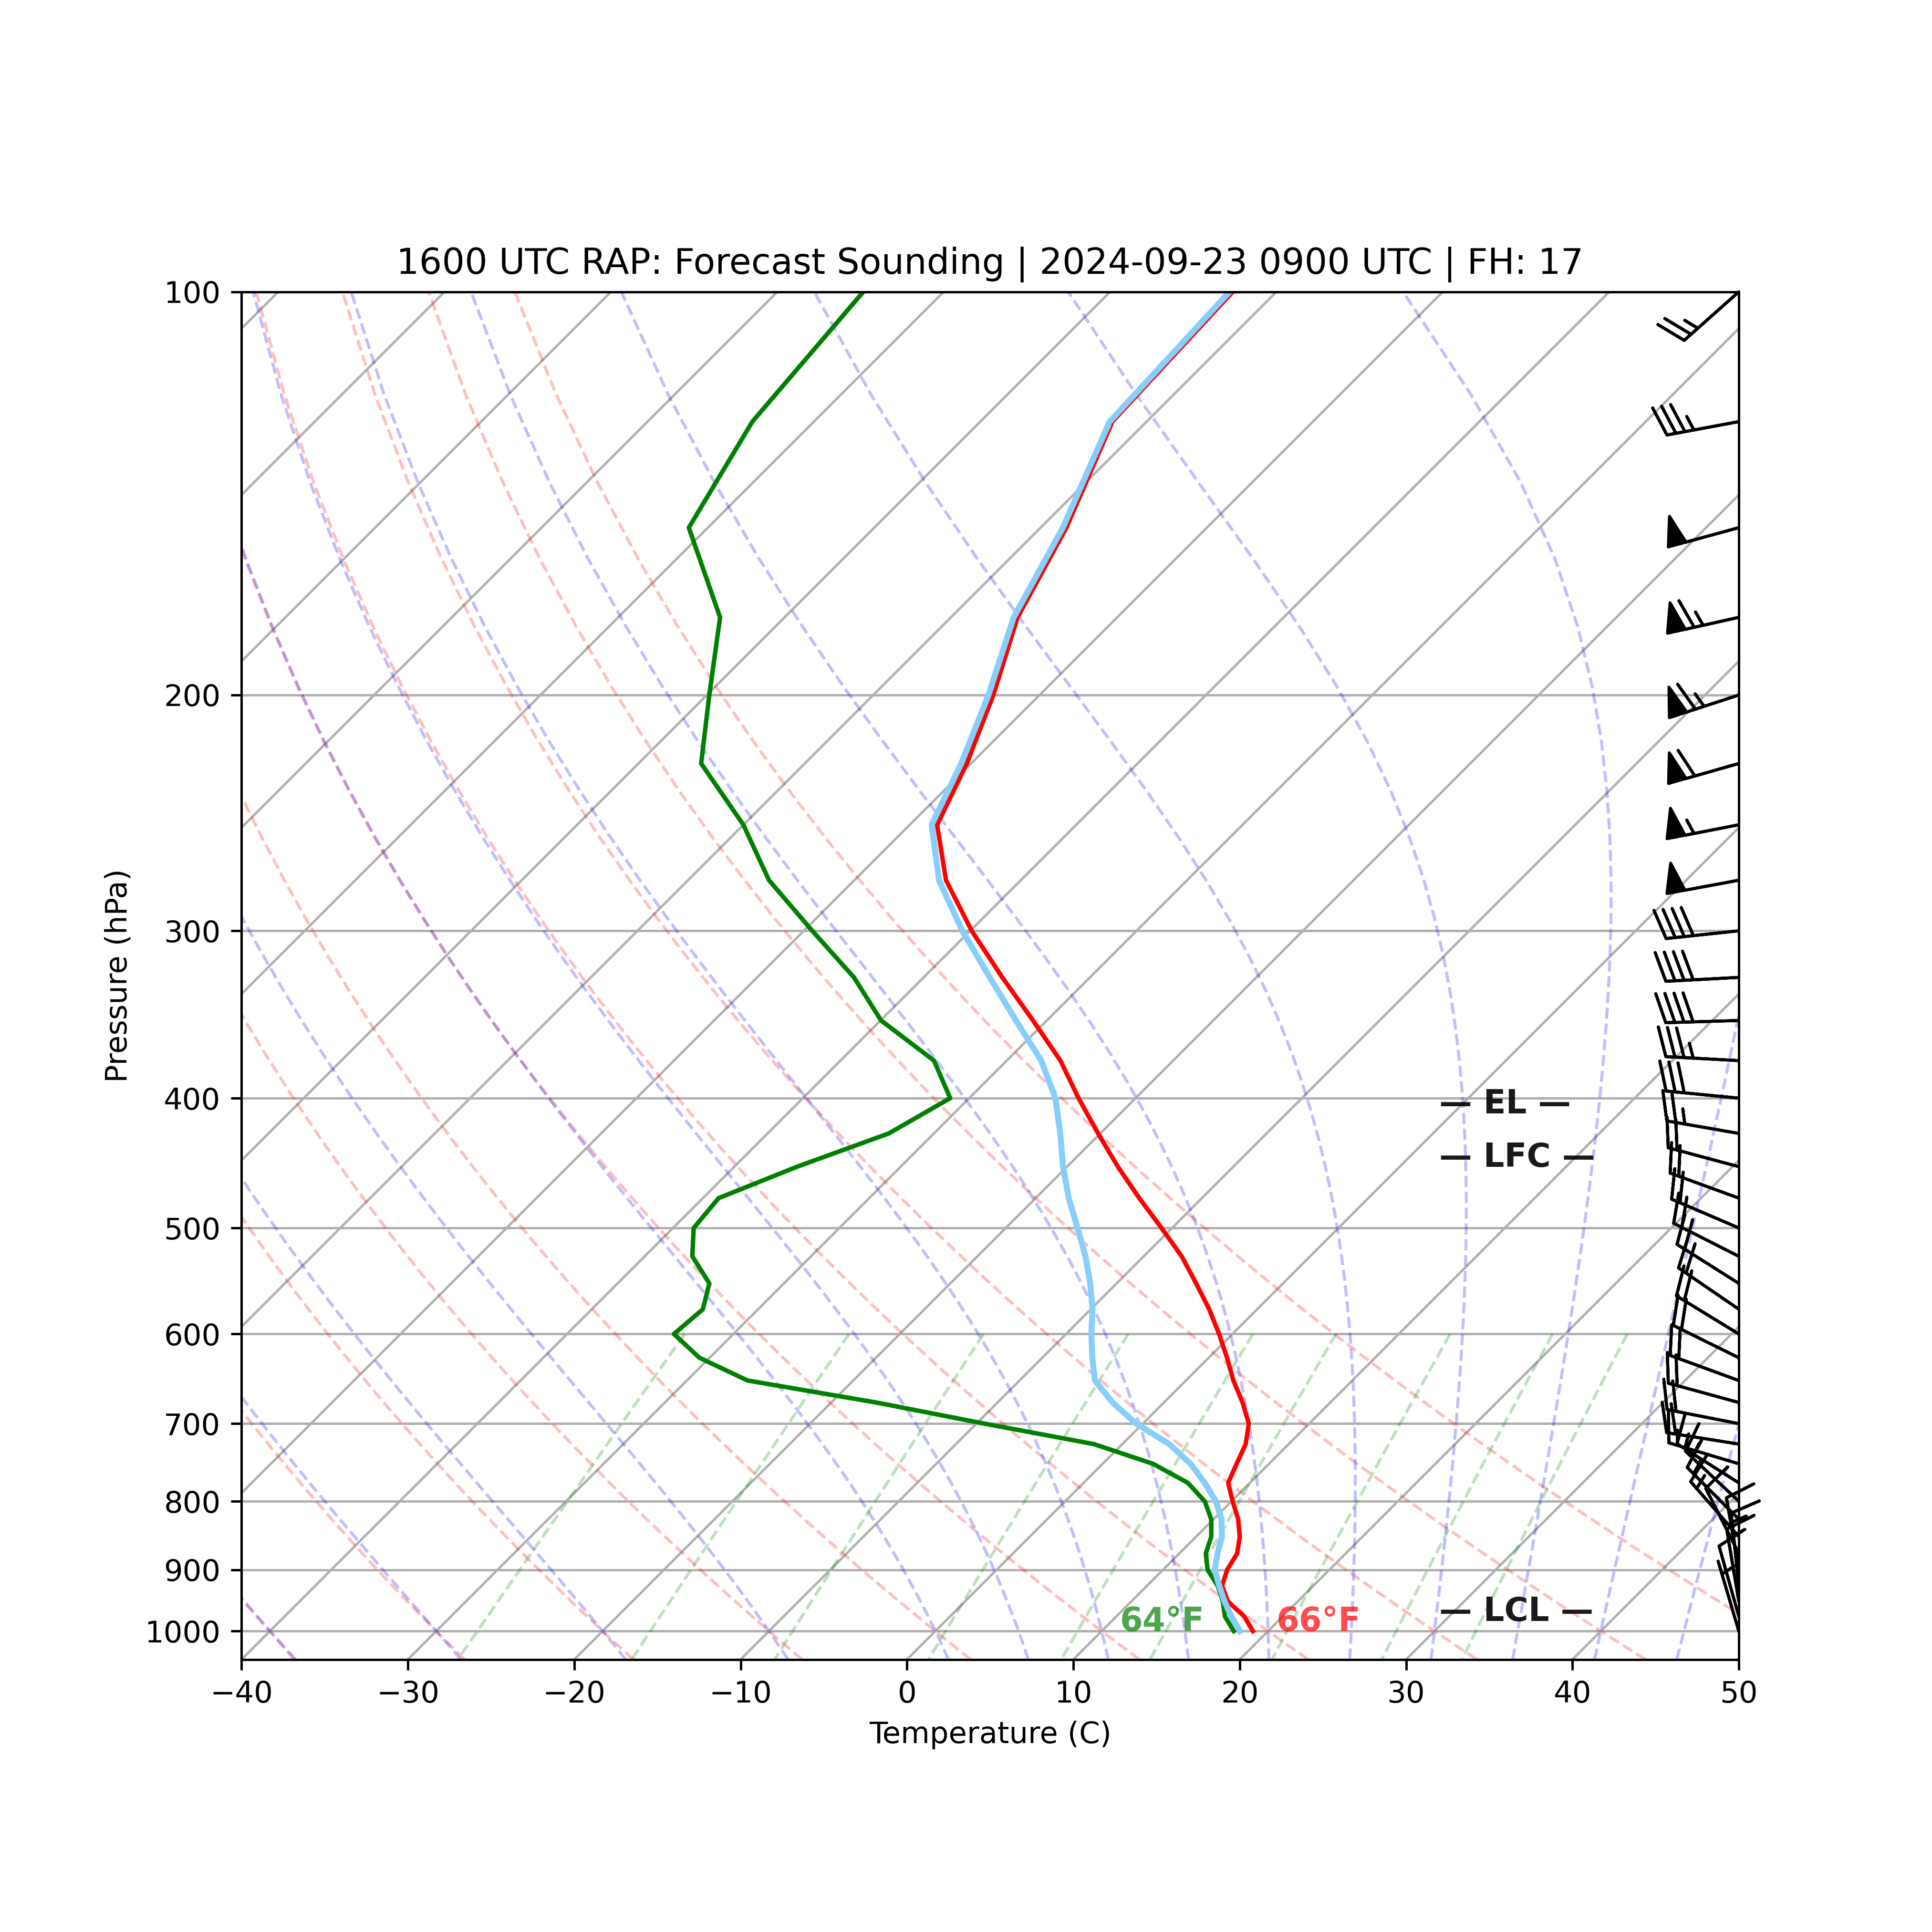 1600 UTC RAP: Forecast Sounding | 2024-09-23 0900 UTC | FH: 17
100
200
300
400
500
600
700
800
900
1000
Pressure (hPa)
— EL —
— LFC —
— LCL —
64°F
66°F
−40 −30 −20 −10 0 10 20 30 40 50
Temperature (C)